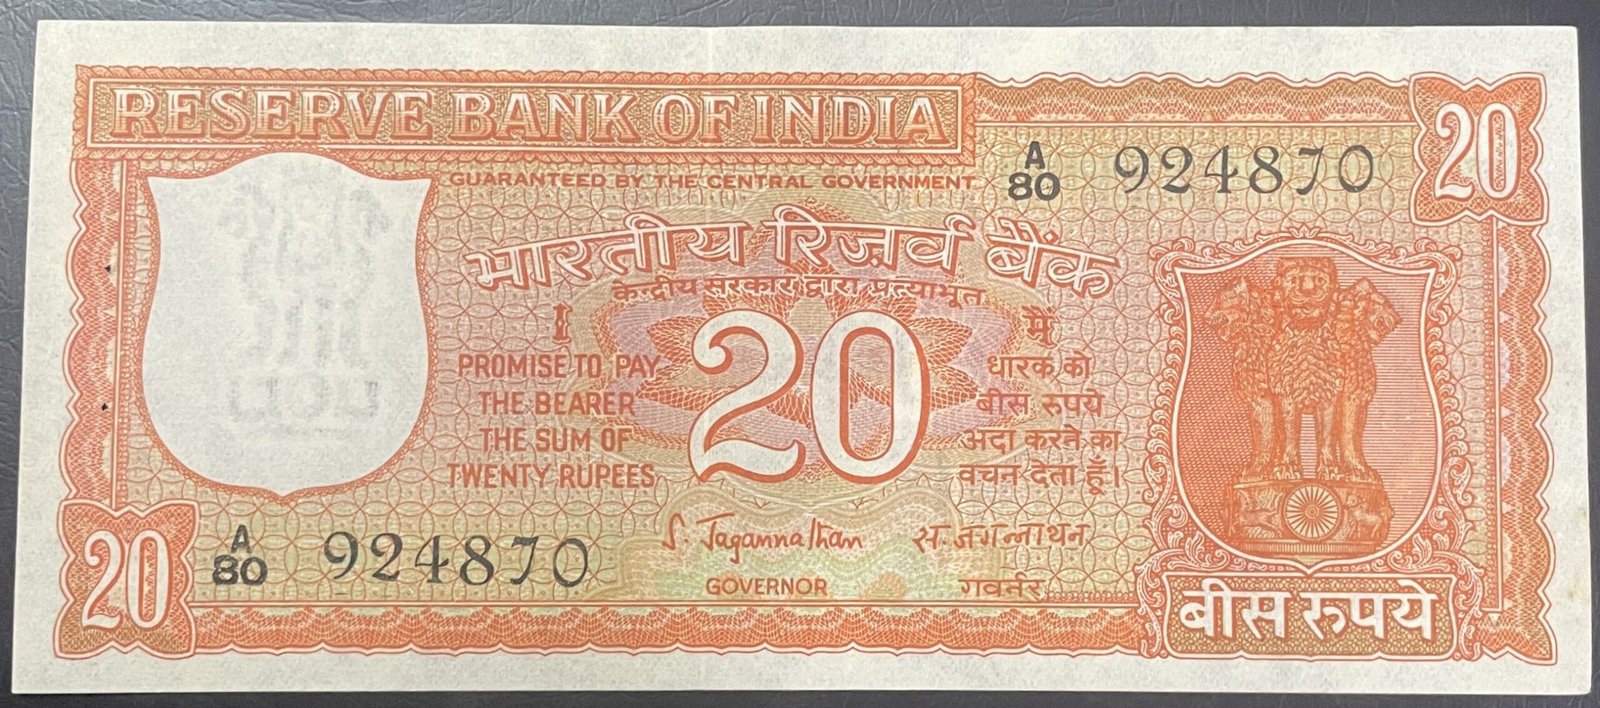 RESERVE BANK OF INDIA
20
GUARANTEED BY THE CENTRAL GOVERNMENT
A
80 924870
भारतीय रिज़र्व बैंक
केन्द्रीय सरकार द्वारा प्रत्याभूत
I
PROMISE TO PAY
THE BEARER
THE SUM OF
TWENTY RUPEES
20
मैं
धारक को
बीस रुपये
अदा करने का
वचन देता हूँ।
S. Jagannathan
स. जगन्नाथन
GOVERNOR
गवर्नर
20
A
80 924870
बीस रुपये